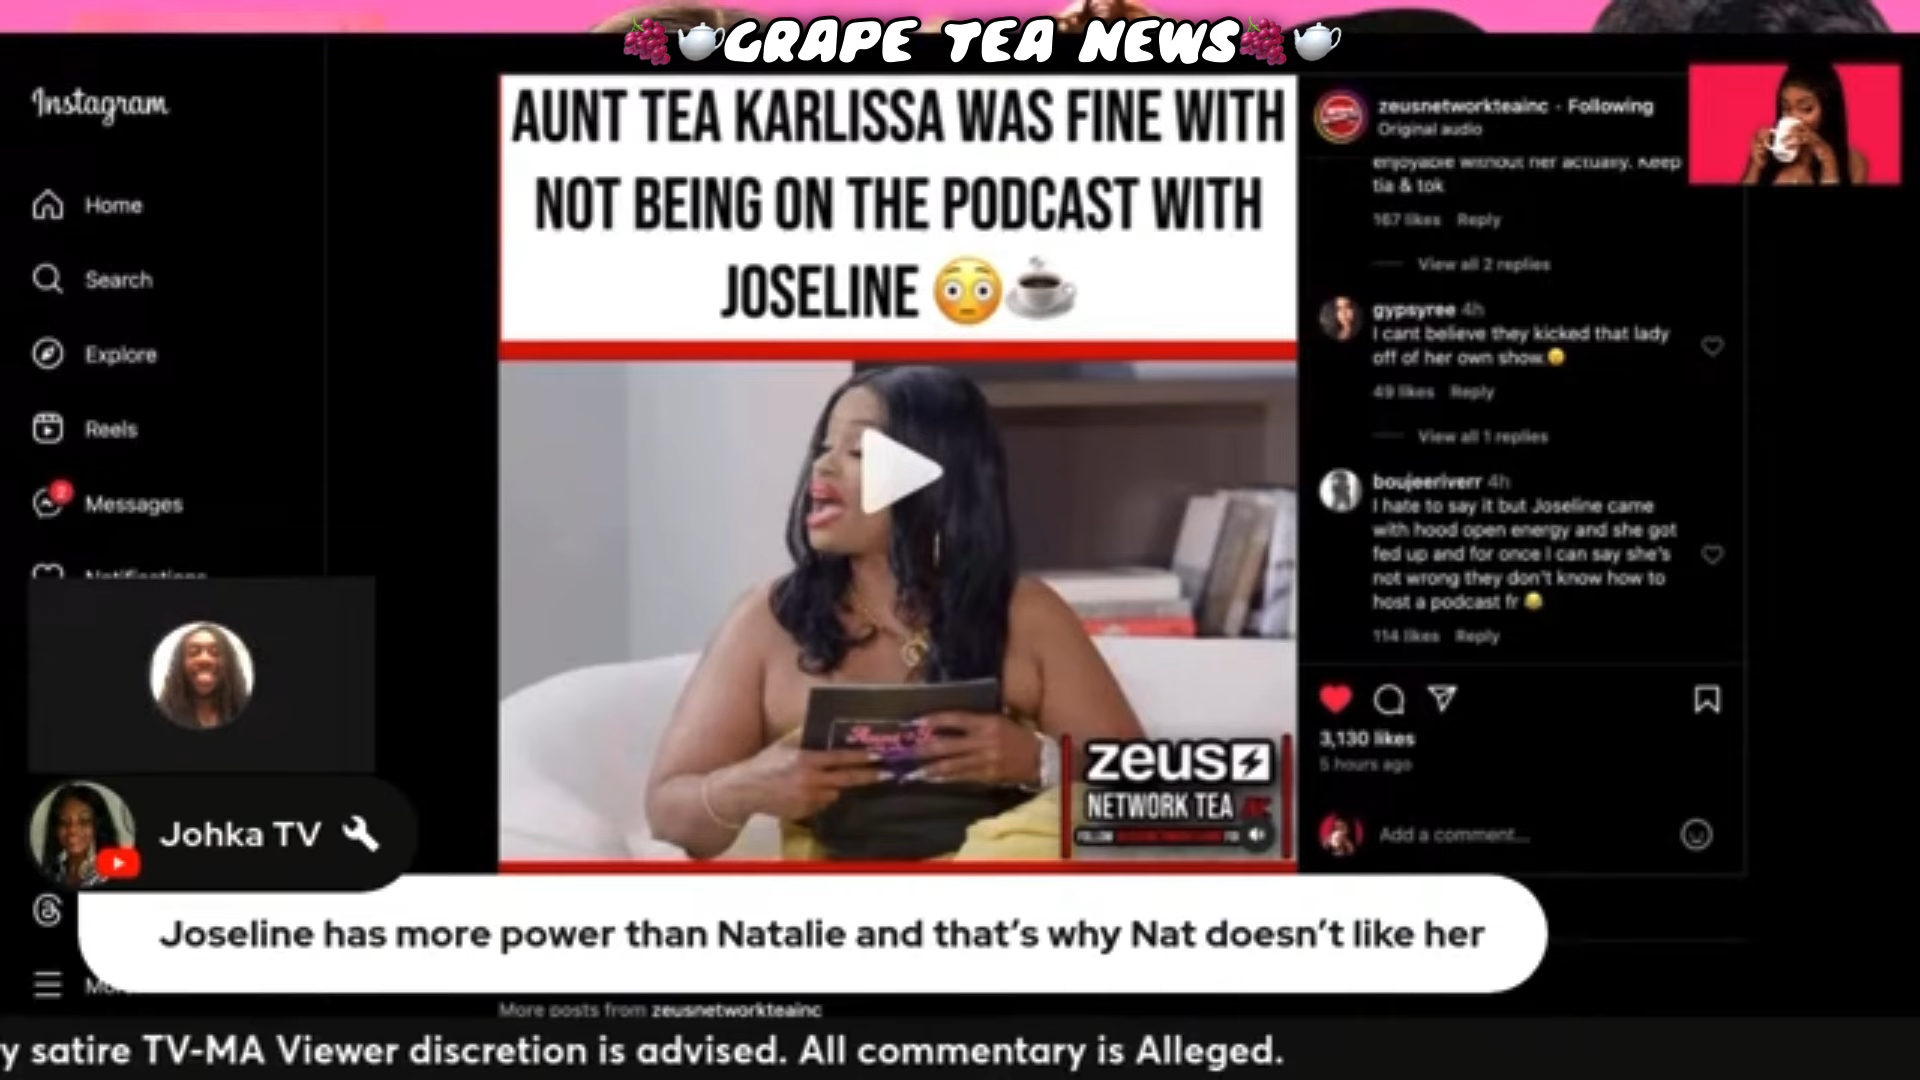 GRAPE TEA NEWS
Instagram
Home
Search
Explore
Reels
2
Messages
Notifications
AUNT TEA KARLISSA WAS FINE WITH
NOT BEING ON THE PODCAST WITH
JOSELINE 😳☕
zeus
NETWORK TEA
FOLLOW
zeusnetworkteainc · Following
Original audio
enjoyable without her actually. Keep
tia & tok
167 likes Reply
View all 2 replies
gypsyree 4h
I cant believe they kicked that lady
off of her own show.
49 likes Reply
View all 1 replies
boujeeriverr 4h
I hate to say it but Joseline came
with hood open energy and she got
fed up and for once I can say she's
not wrong they don't know how to
host a podcast fr
114 likes Reply
3,130 likes
5 hours ago
Add a comment...
Johka TV
Joseline has more power than Natalie and that's why Nat doesn't like her
More posts from zeusnetworkteainc
y satire TV-MA Viewer discretion is advised. All commentary is Alleged.